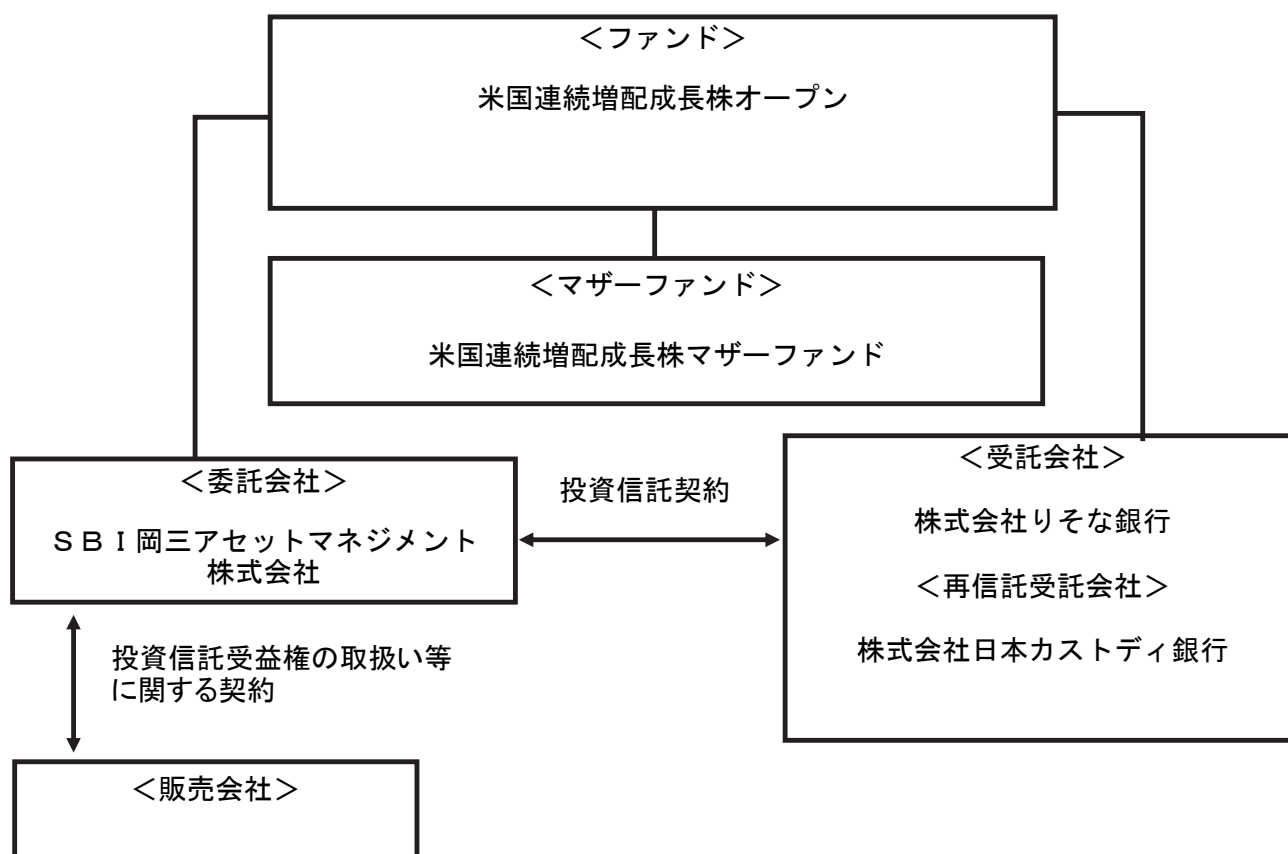 ＜ファンド＞
米国連続増配成長株オープン
＜マザーファンド＞
米国連続増配成長株マザーファンド
＜委託会社＞
ＳＢＩ岡三アセットマネジメント
株式会社
投資信託契約
＜受託会社＞
株式会社りそな銀行
＜再信託受託会社＞
株式会社日本カストディ銀行
投資信託受益権の取扱い等
に関する契約
＜販売会社＞